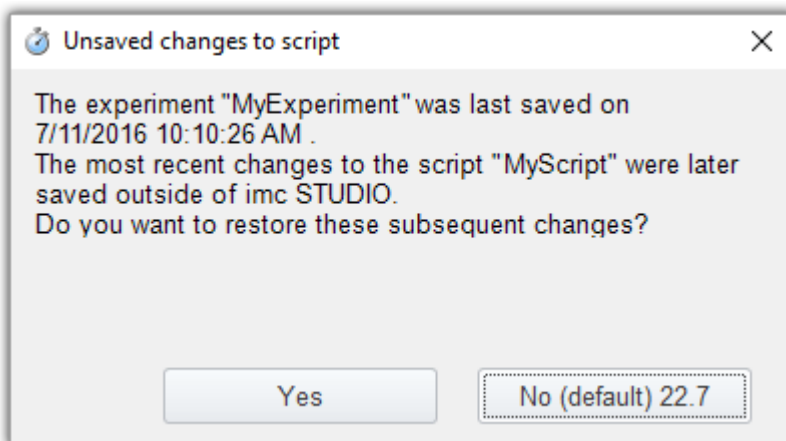 Unsaved changes to script
The experiment "MyExperiment" was last saved on
7/11/2016 10:10:26 AM .
The most recent changes to the script "MyScript" were later
saved outside of imc STUDIO.
Do you want to restore these subsequent changes?
Yes
No (default) 22.7